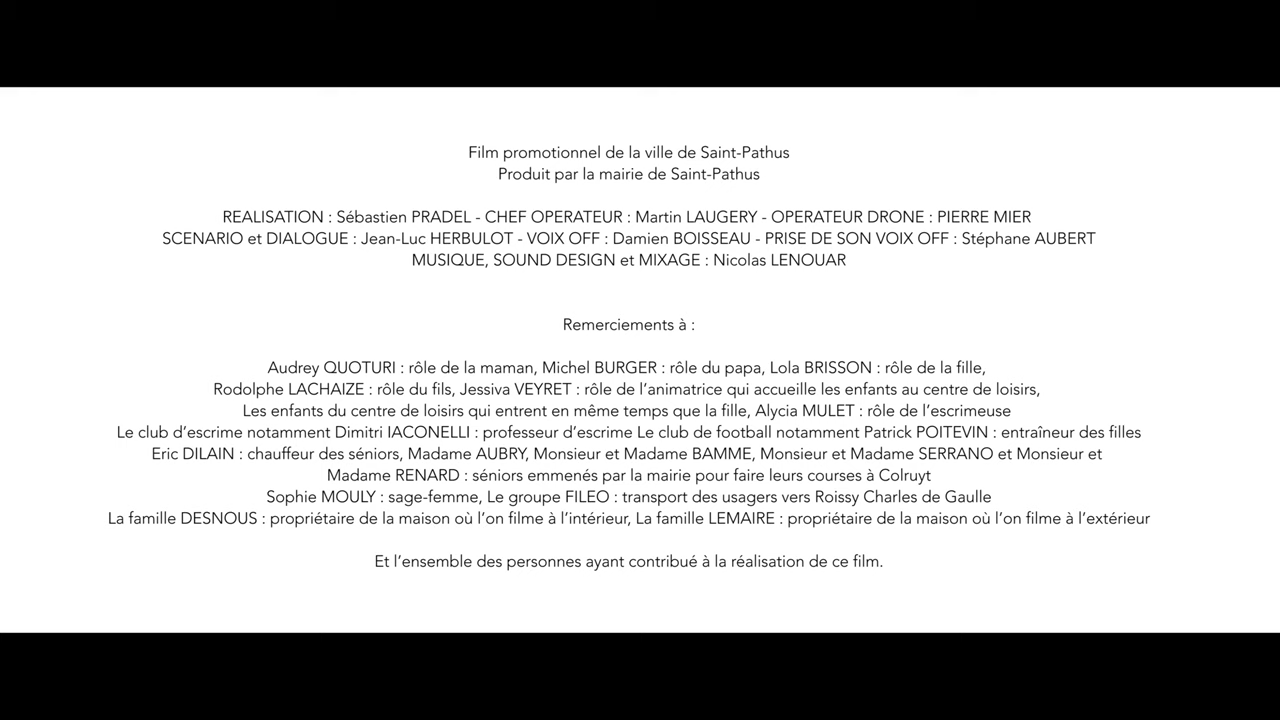 Film promotionnel de la ville de Saint-Pathus
Produit par la mairie de Saint-Pathus
REALISATION : Sébastien PRADEL - CHEF OPERATEUR : Martin LAUGERY - OPERATEUR DRONE : PIERRE MIER
SCENARIO et DIALOGUE : Jean-Luc HERBULOT - VOIX OFF : Damien BOISSEAU - PRISE DE SON VOIX OFF : Stéphane AUBERT
MUSIQUE, SOUND DESIGN et MIXAGE : Nicolas LENOUAR
Remerciements à :
Audrey QUOTURI : rôle de la maman, Michel BURGER : rôle du papa, Lola BRISSON : rôle de la fille,
Rodolphe LACHAIZE : rôle du fils, Jessiva VEYRET : rôle de l’animatrice qui accueille les enfants au centre de loisirs,
Les enfants du centre de loisirs qui entrent en même temps que la fille, Alycia MULET : rôle de l’escrimeuse
Le club d’escrime notamment Dimitri IACONELLI : professeur d’escrime Le club de football notamment Patrick POITEVIN : entraîneur des filles
Eric DILAIN : chauffeur des séniors, Madame AUBRY, Monsieur et Madame BAMME, Monsieur et Madame SERRANO et Monsieur et
Madame RENARD : séniors emmenés par la mairie pour faire leurs courses à Colruyt
Sophie MOULY : sage-femme, Le groupe FILEO : transport des usagers vers Roissy Charles de Gaulle
La famille DESNOUS : propriétaire de la maison où l’on filme à l’intérieur, La famille LEMAIRE : propriétaire de la maison où l’on filme à l’extérieur
Et l’ensemble des personnes ayant contribué à la réalisation de ce film.